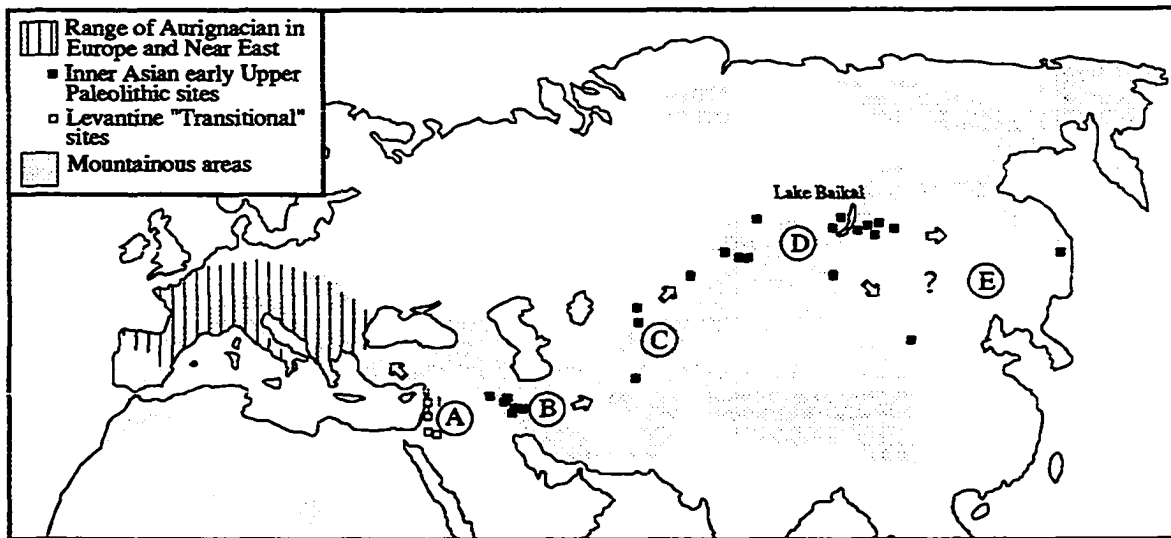 Range of Aurignacian in
Europe and Near East
Inner Asian early Upper
Paleolithic sites
Levantine "Transitional"
sites
Mountainous areas
Lake Baikal
D
E
?
C
B
A